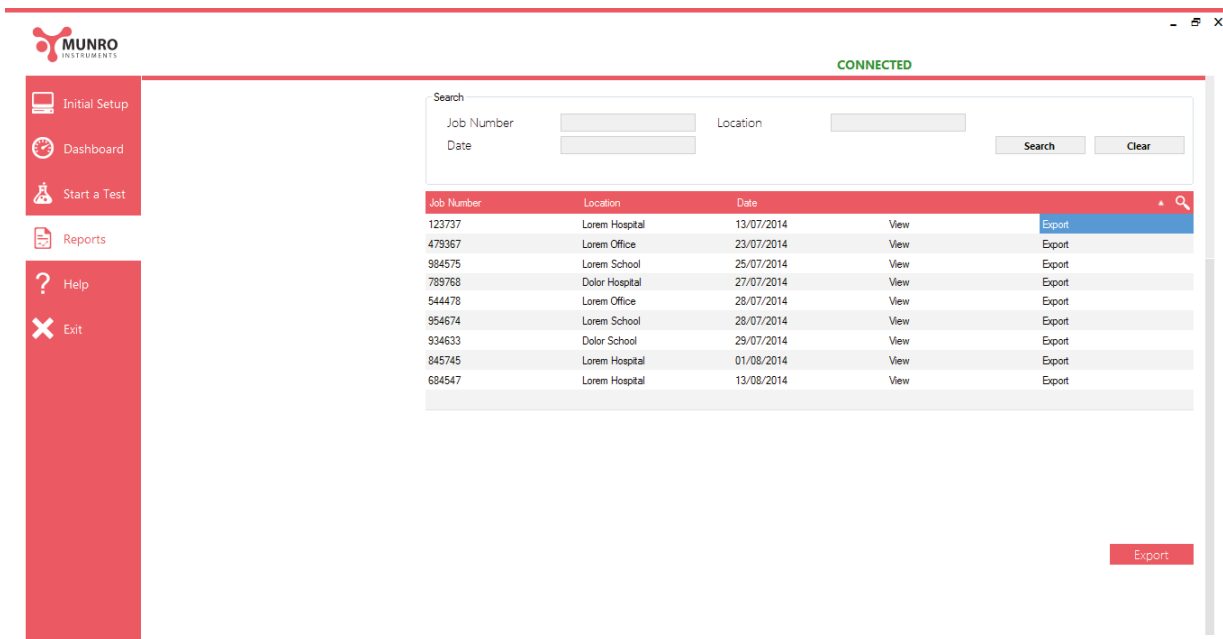 MUNRO
INSTRUMENTS
CONNECTED
Initial Setup
Dashboard
Start a Test
Reports
Help
Exit
Search
Job Number Location
Date Search Clear
Job Number Location Date
123737 Lorem Hospital 13/07/2014 View Export
479367 Lorem Office 23/07/2014 View Export
984575 Lorem School 25/07/2014 View Export
789768 Dolor Hospital 27/07/2014 View Export
544478 Lorem Office 28/07/2014 View Export
954674 Lorem School 28/07/2014 View Export
934633 Dolor School 29/07/2014 View Export
845745 Lorem Hospital 01/08/2014 View Export
684547 Lorem Hospital 13/08/2014 View Export
Export